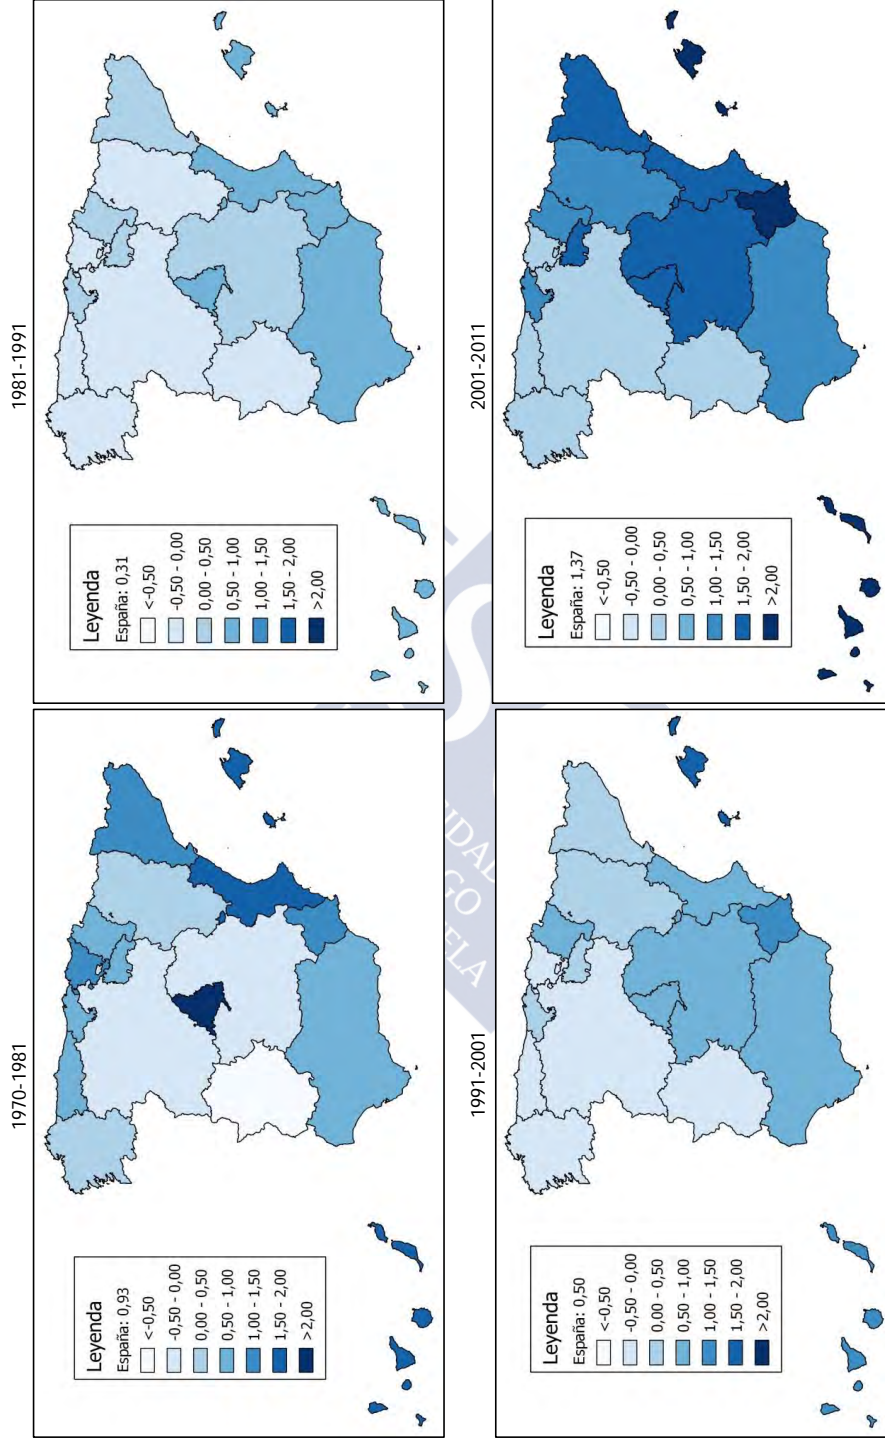 1970-1981
Leyenda
España: 0,93
<-0,50
-0,50 - 0,00
0,00 - 0,50
0,50 - 1,00
1,00 - 1,50
1,50 - 2,00
>2,00
1981-1991
Leyenda
España: 0,31
<-0,50
-0,50 - 0,00
0,00 - 0,50
0,50 - 1,00
1,00 - 1,50
1,50 - 2,00
>2,00
1991-2001
Leyenda
España: 0,50
<-0,50
-0,50 - 0,00
0,00 - 0,50
0,50 - 1,00
1,00 - 1,50
1,50 - 2,00
>2,00
2001-2011
Leyenda
España: 1,37
<-0,50
-0,50 - 0,00
0,00 - 0,50
0,50 - 1,00
1,00 - 1,50
1,50 - 2,00
>2,00